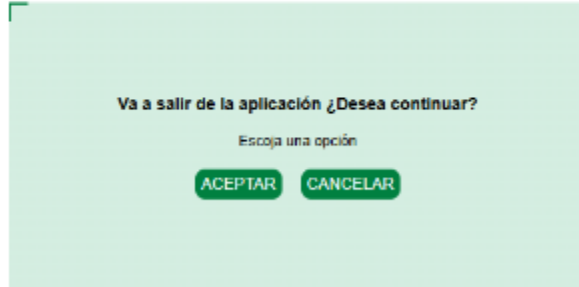 Va a salir de la aplicación ¿Desea continuar?
Escoja una opción
ACEPTAR CANCELAR